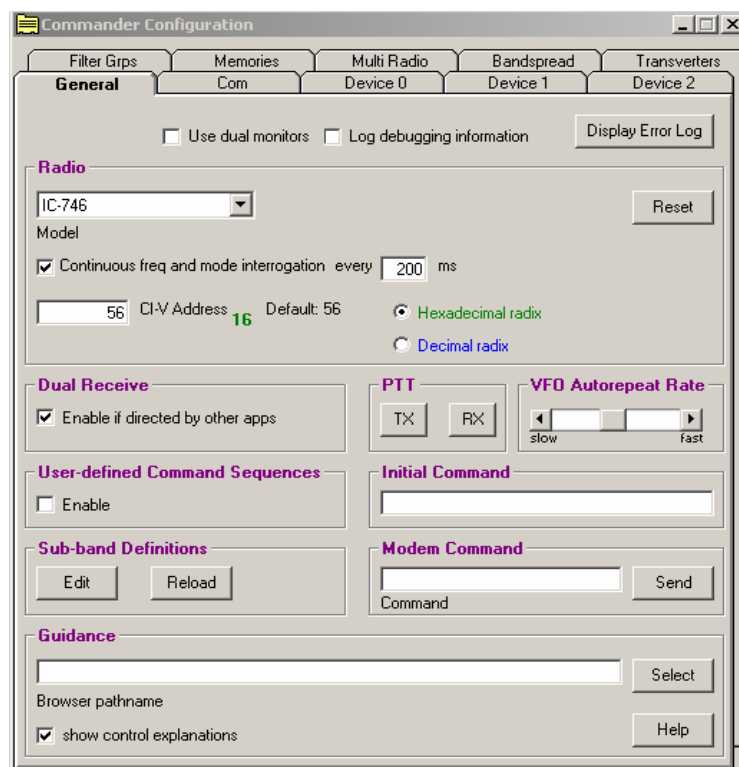 Commander Configuration
Filter Grps Memories Multi Radio Bandspread Transverters
General Com Device 0 Device 1 Device 2
Use dual monitors Log debugging information Display Error Log
Radio
IC-746 Reset
Model
Continuous freq and mode interrogation every 200 ms
56 CI-V Address 16 Default: 56 Hexadecimal radix
Decimal radix
Dual Receive PTT VFO Autorepeat Rate
Enable if directed by other apps TX RX
slow fast
User-defined Command Sequences Initial Command
Enable
Sub-band Definitions Modem Command
Edit Reload Send
Command
Guidance
Select
Browser pathname
show control explanations Help